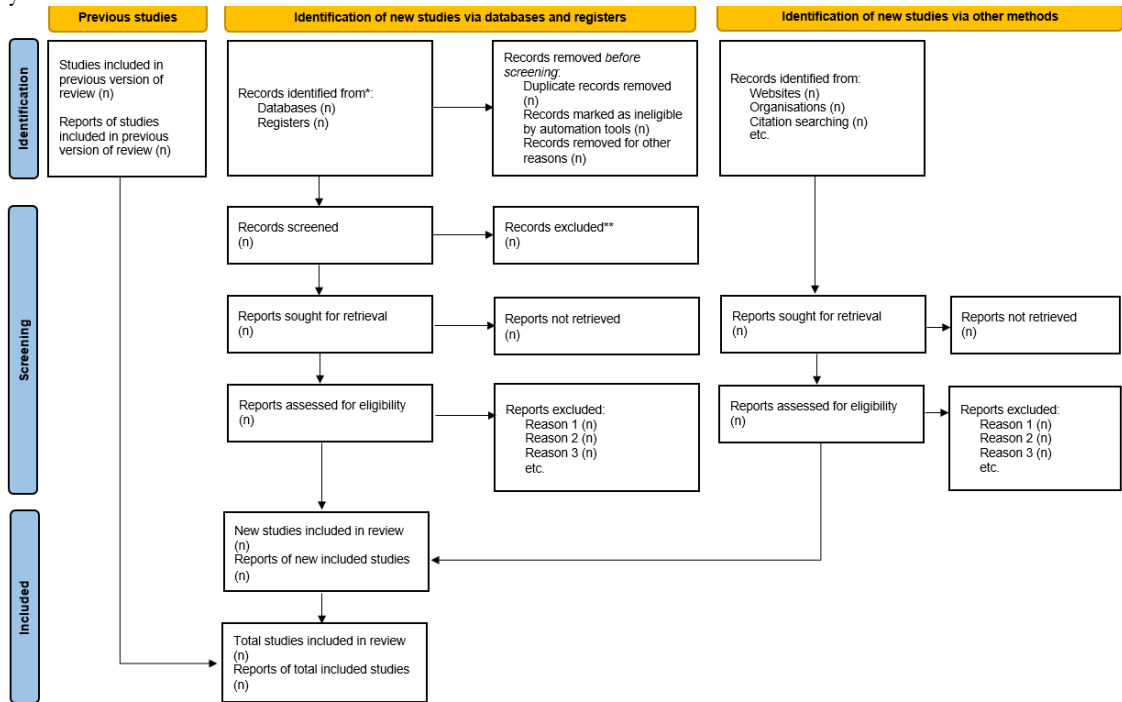 Previous studies
Identification of new studies via databases and registers
Identification of new studies via other methods
Identification
Studies included in
previous version of
review (n)
Reports of studies
included in previous
version of review (n)
Records identified from*:
Databases (n)
Registers (n)
Records removed before
screening:
Duplicate records removed
(n)
Records marked as ineligible
by automation tools (n)
Records removed for other
reasons (n)
Records identified from:
Websites (n)
Organisations (n)
Citation searching (n)
etc.
Screening
Records screened
(n)
Records excluded**
(n)
Reports sought for retrieval
(n)
Reports not retrieved
(n)
Reports sought for retrieval
(n)
Reports not retrieved
(n)
Reports assessed for eligibility
(n)
Reports excluded:
Reason 1 (n)
Reason 2 (n)
Reason 3 (n)
etc.
Reports assessed for eligibility
(n)
Reports excluded:
Reason 1 (n)
Reason 2 (n)
Reason 3 (n)
etc.
Included
New studies included in review
(n)
Reports of new included studies
(n)
Total studies included in review
(n)
Reports of total included studies
(n)